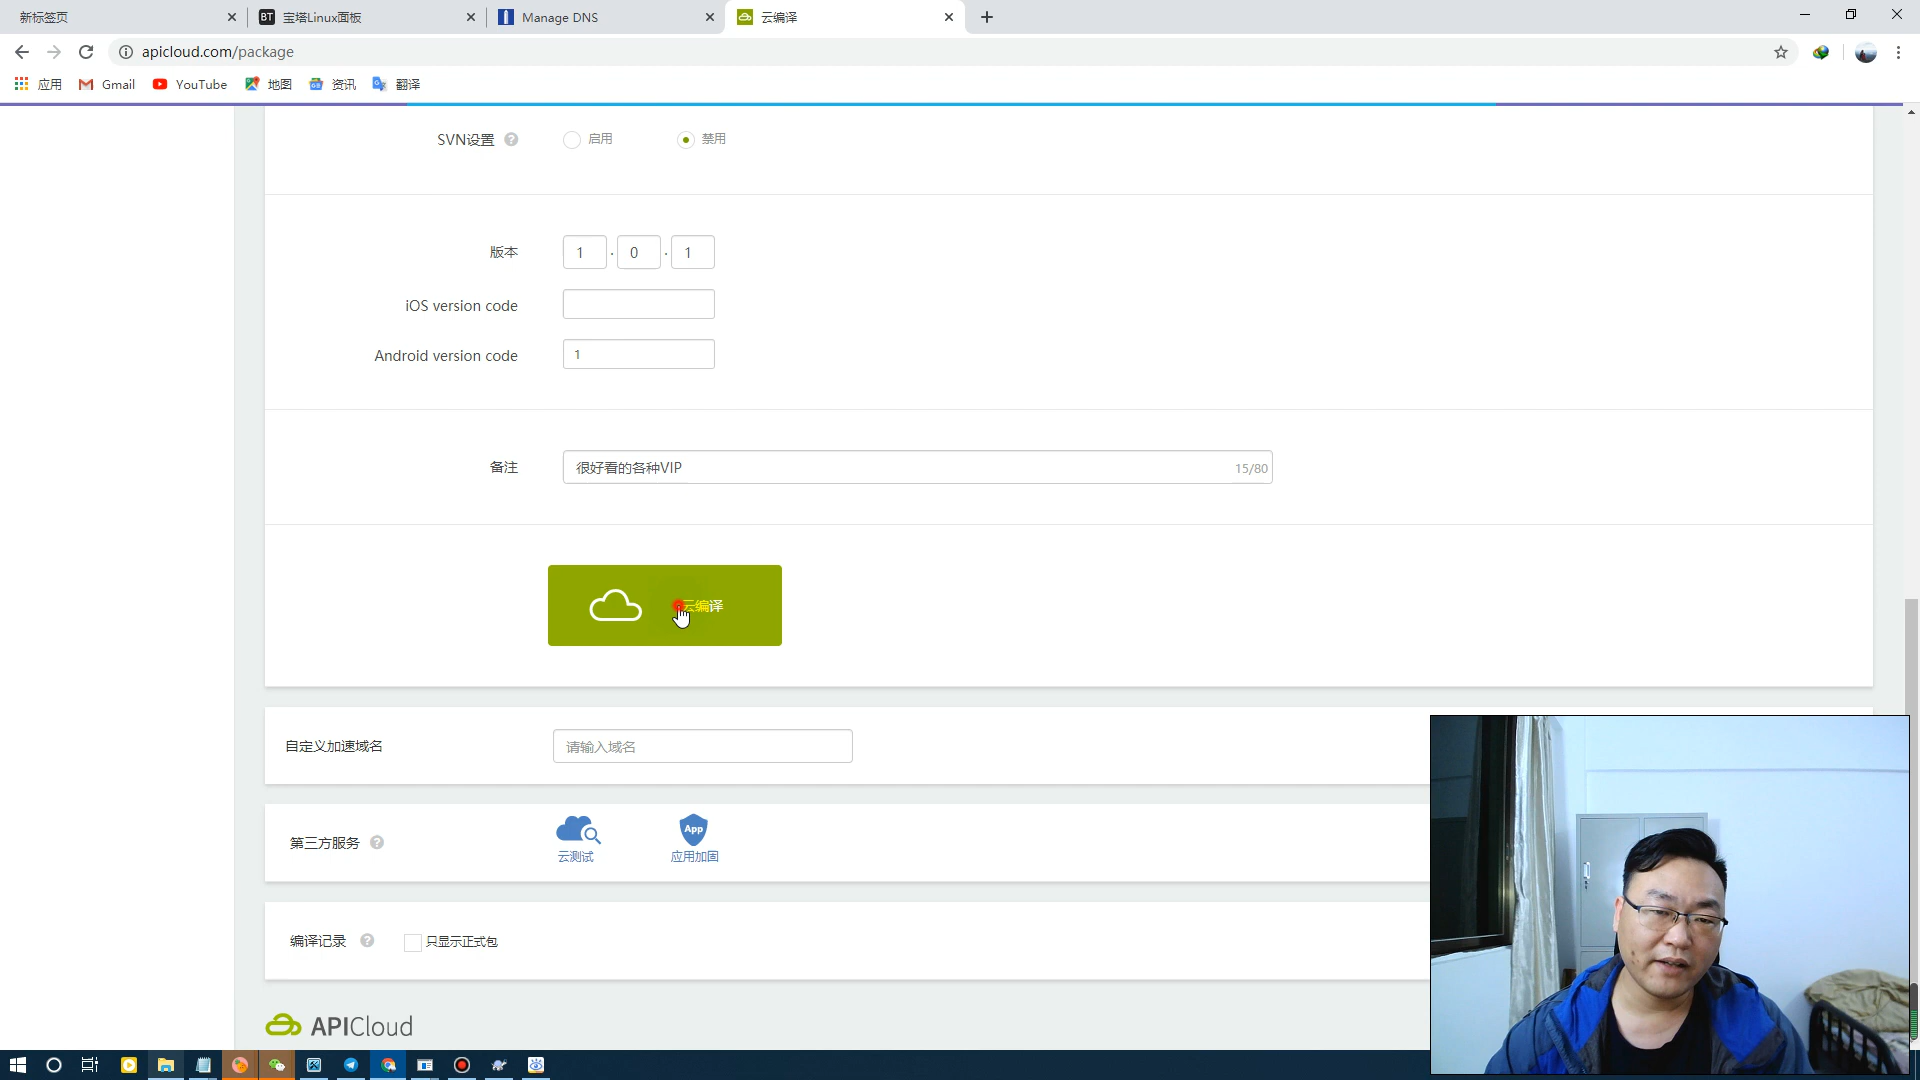 新标签页
BT 宝塔Linux面板
Manage DNS
云编译
apicloud.com/package
应用
Gmail
YouTube
地图
资讯
翻译
SVN设置 ?
启用
禁用
版本
1 . 0 . 1
iOS version code
Android version code
1
备注
很好看的各种VIP
15/80
云编译
自定义加速域名
请输入域名
第三方服务 ?
云测试
App
应用加固
编译记录 ?
只显示正式包
APICloud